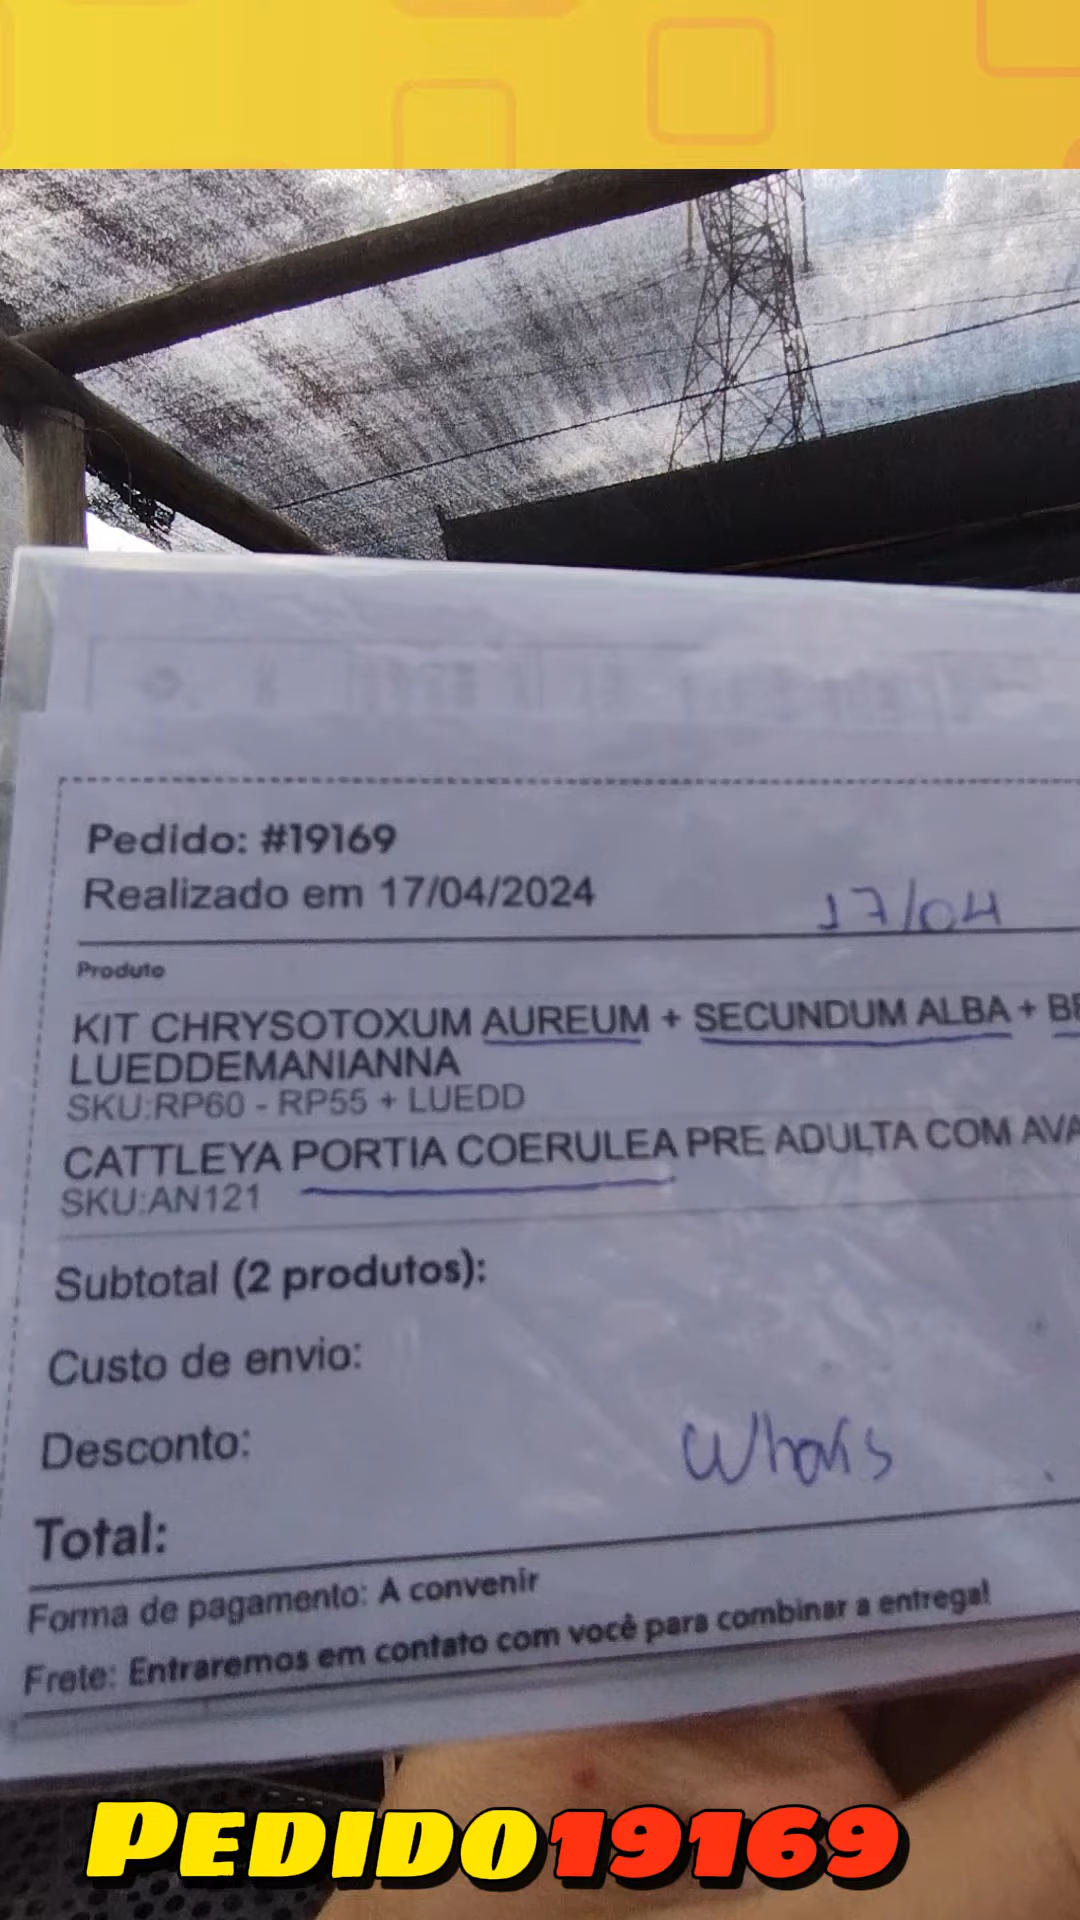 Pedido: #19169
Realizado em 17/04/2024
17/04
Produto
KIT CHRYSOTOXUM AUREUM + SECUNDUM ALBA + BE
LUEDDEMANIANNA
SKU:RP60 - RP55 + LUEDD
CATTLEYA PORTIA COERULEA PRE ADULTA COM AVA
SKU:AN121
Subtotal (2 produtos):
Custo de envio:
Desconto:
Whats
Total:
Forma de pagamento: A convenir
Frete: Entraremos em contato com você para combinar a entrega!
PEDIDO19169